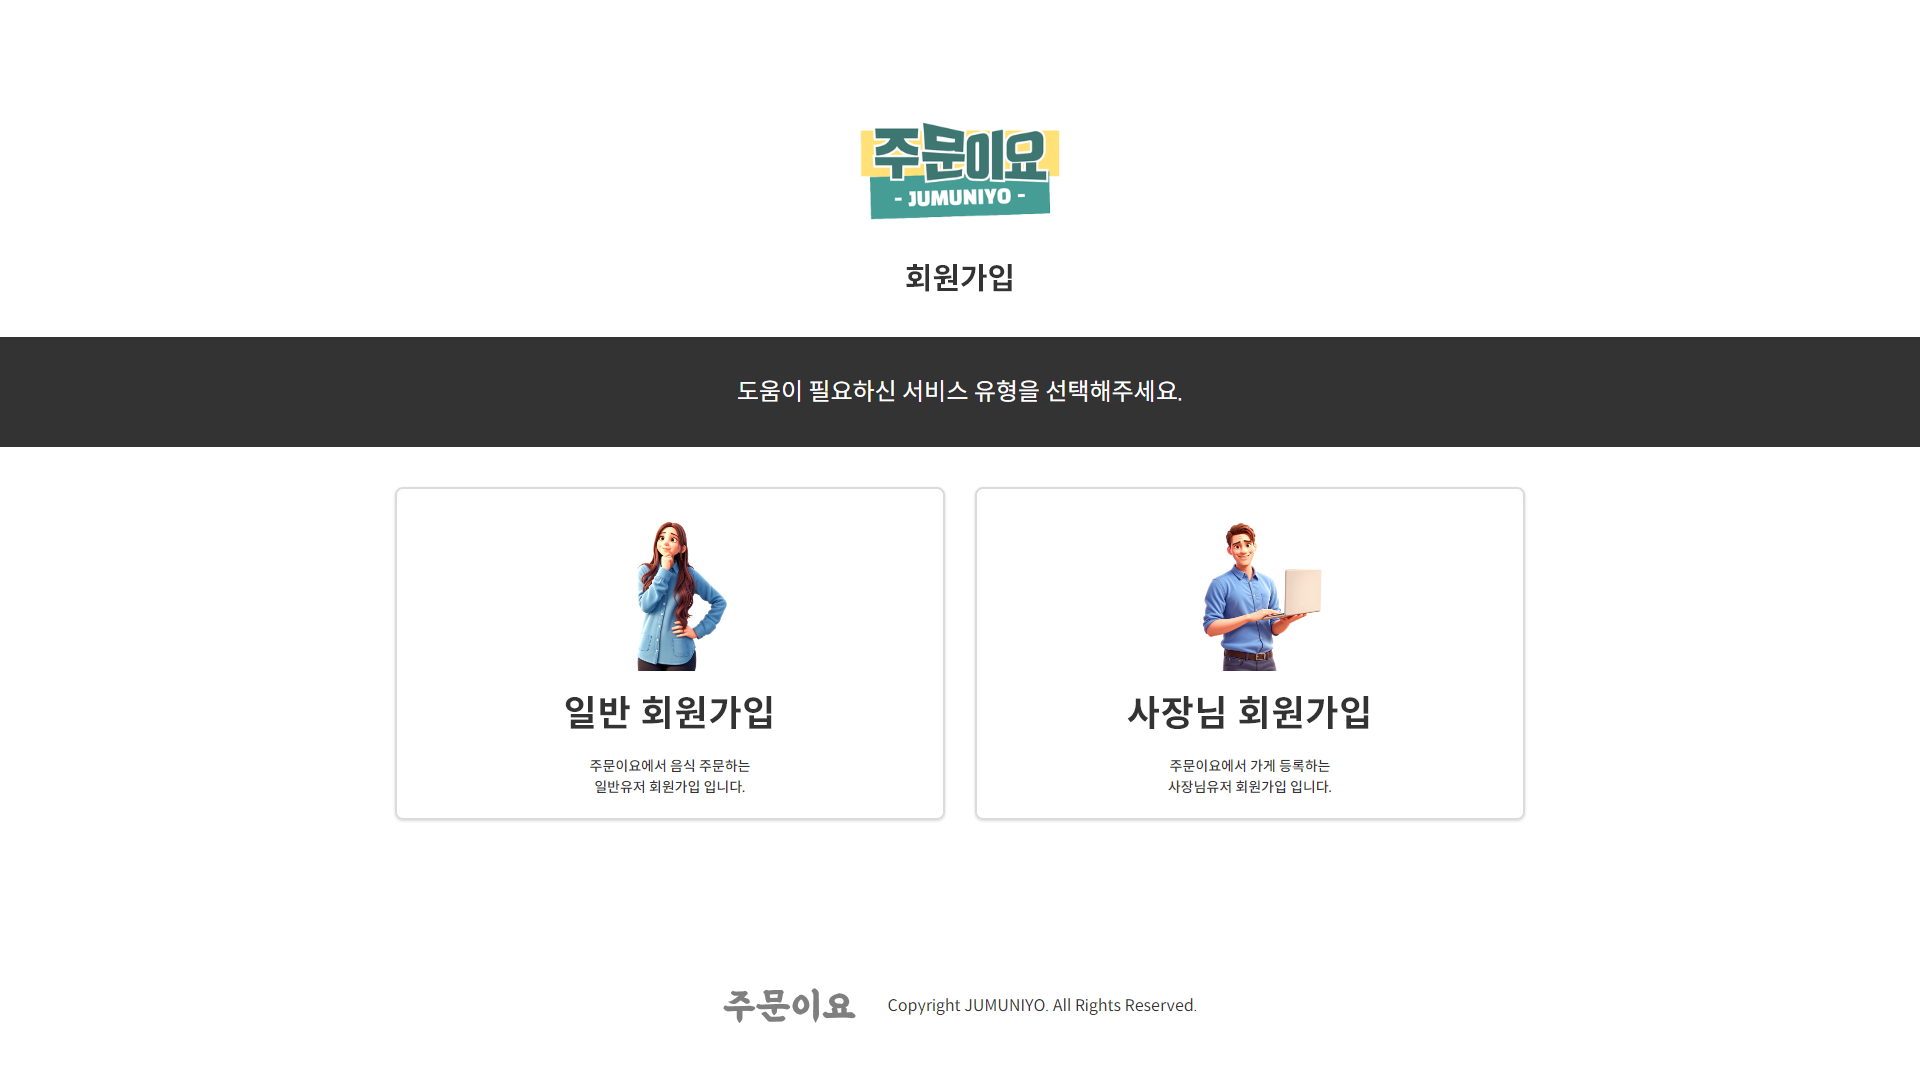 주문이요
- JUMUNIYO -
회원가입
도움이 필요하신 서비스 유형을 선택해주세요.
일반 회원가입
주문이요에서 음식 주문하는
일반유저 회원가입 입니다.
사장님 회원가입
주문이요에서 가게 등록하는
사장님유저 회원가입 입니다.
주문이요
Copyright JUMUNIYO. All Rights Reserved.